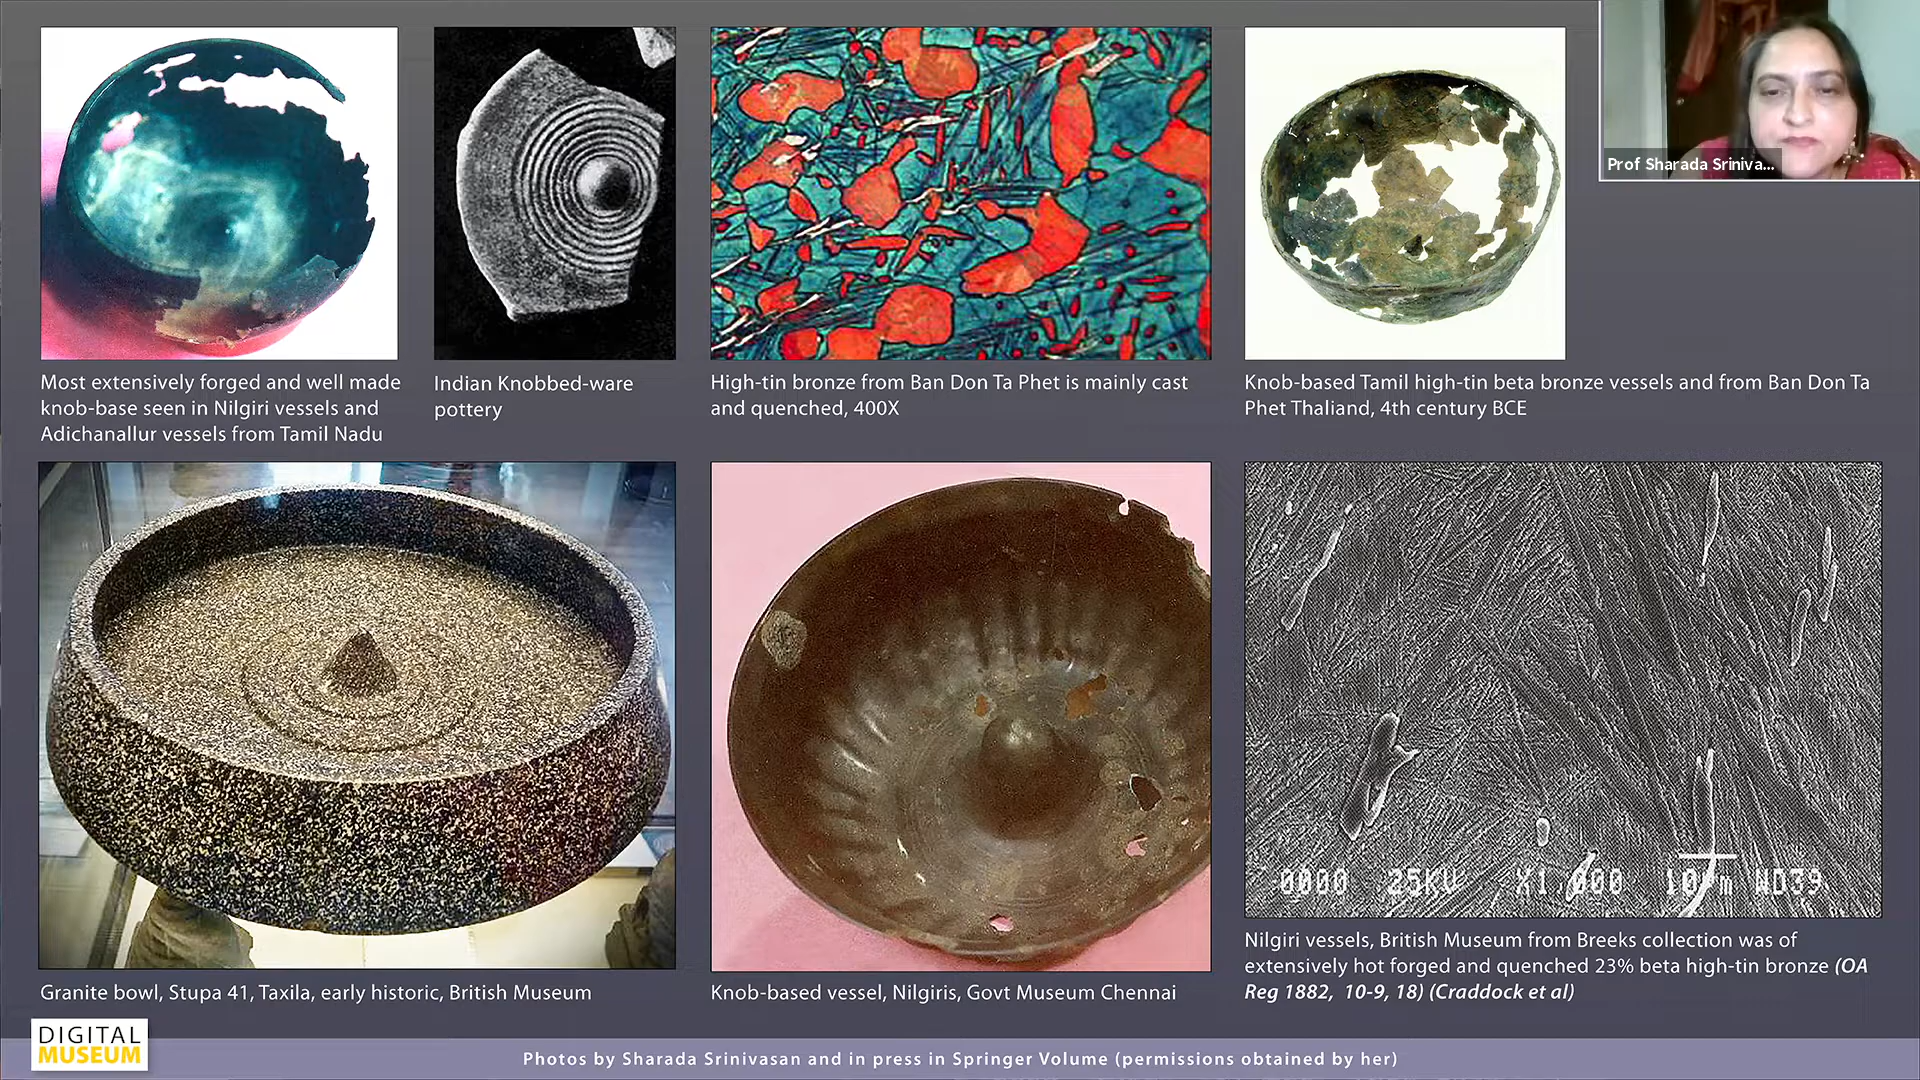 Prof Sharada Sriniva...
Most extensively forged and well made
knob-base seen in Nilgiri vessels and
Adichanallur vessels from Tamil Nadu
Indian Knobbed-ware
pottery
High-tin bronze from Ban Don Ta Phet is mainly cast
and quenched, 400X
Knob-based Tamil high-tin beta bronze vessels and from Ban Don Ta
Phet Thaliand, 4th century BCE
Granite bowl, Stupa 41, Taxila, early historic, British Museum
Knob-based vessel, Nilgiris, Govt Museum Chennai
0000 25KV X1,000 10µm WD39
Nilgiri vessels, British Museum from Breeks collection was of
extensively hot forged and quenched 23% beta high-tin bronze (OA
Reg 1882, 10-9, 18) (Craddock et al)
DIGITAL
MUSEUM
Photos by Sharada Srinivasan and in press in Springer Volume (permissions obtained by her)